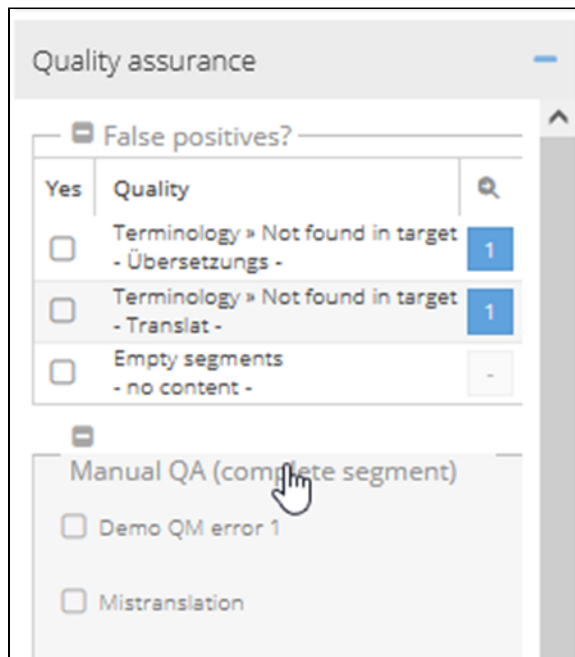 Quality assurance
False positives?
Yes Quality
Terminology » Not found in target
- Übersetzungs -
1
Terminology » Not found in target
- Translat -
1
Empty segments
- no content -
-
Manual QA (complete segment)
Demo QM error 1
Mistranslation